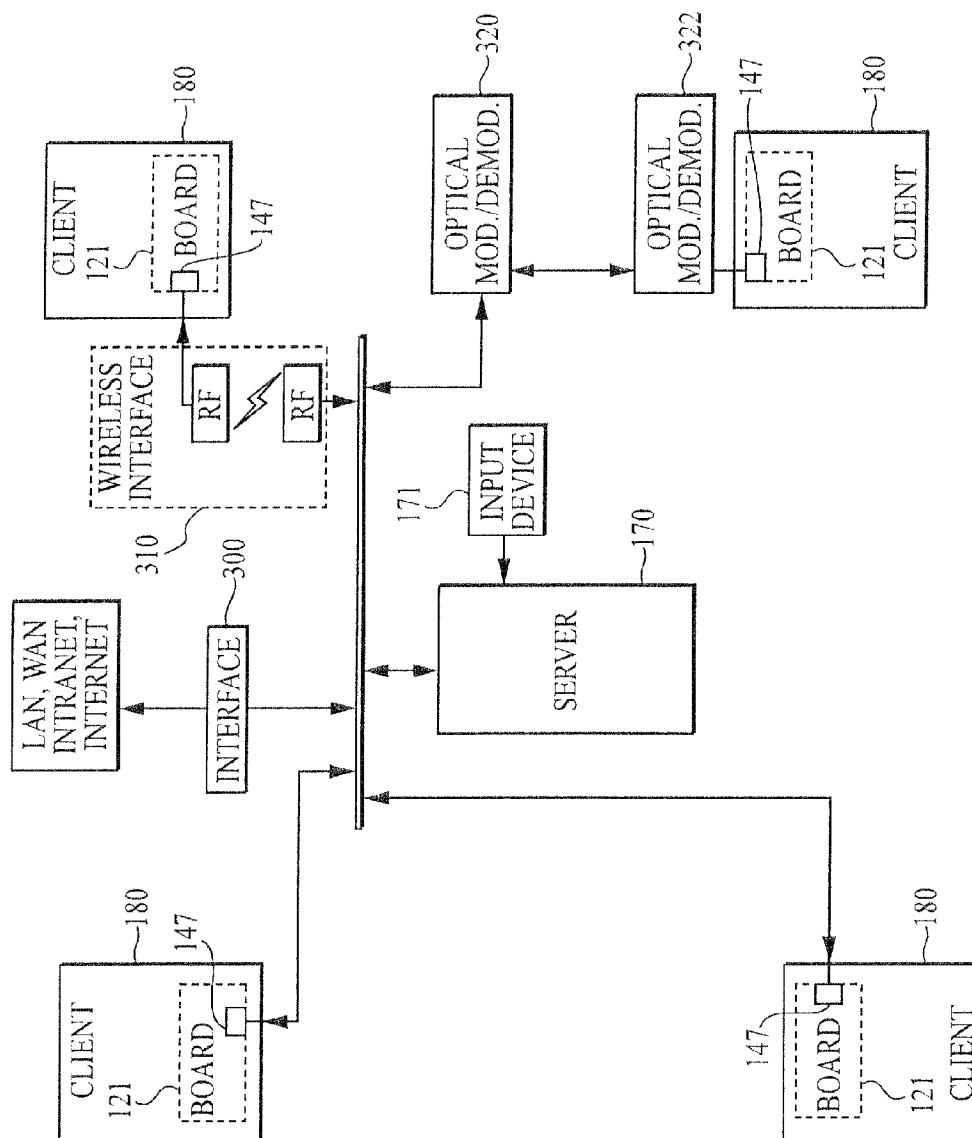 CLIENT
180
147
121
BOARD
LAN, WAN
INTRANET,
INTERNET
300
INTERFACE
WIRELESS
INTERFACE
310
RF
RF
CLIENT
180
121
BOARD
147
320
OPTICAL
MOD./DEMOD.
322
OPTICAL
MOD./DEMOD.
147
180
BOARD
121
CLIENT
171
INPUT
DEVICE
170
SERVER
180
147
BOARD
121
CLIENT